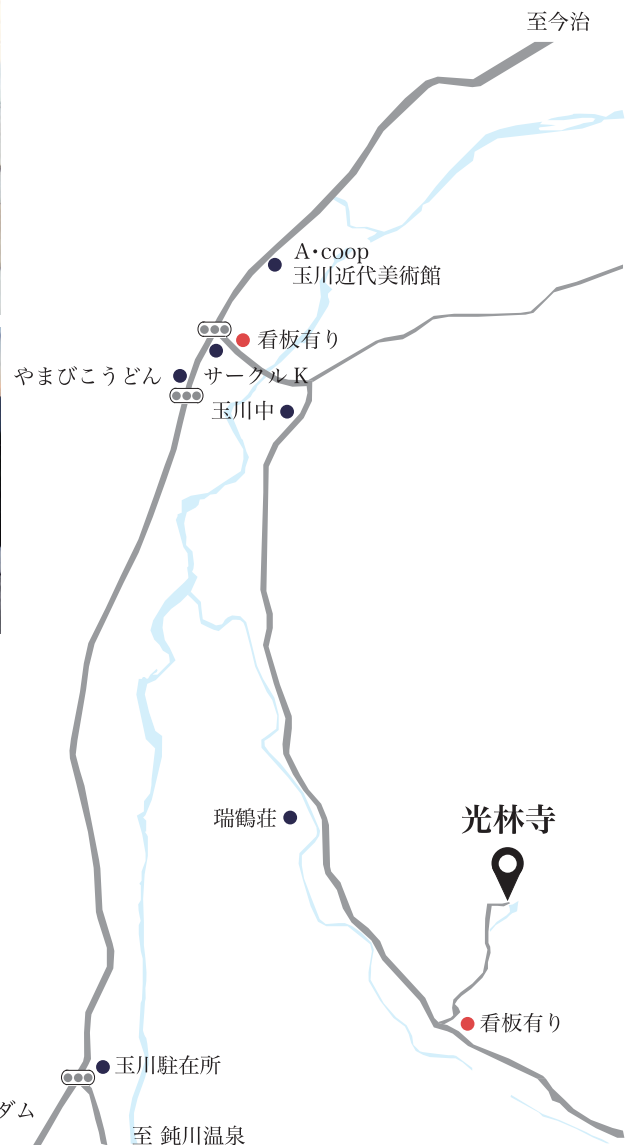 至今治
A・coop
玉川近代美術館
看板有り
やまびこうどん
サークル K
玉川中
瑞鶴荘
光林寺
看板有り
玉川駐在所
ダム
至 鈍川温泉